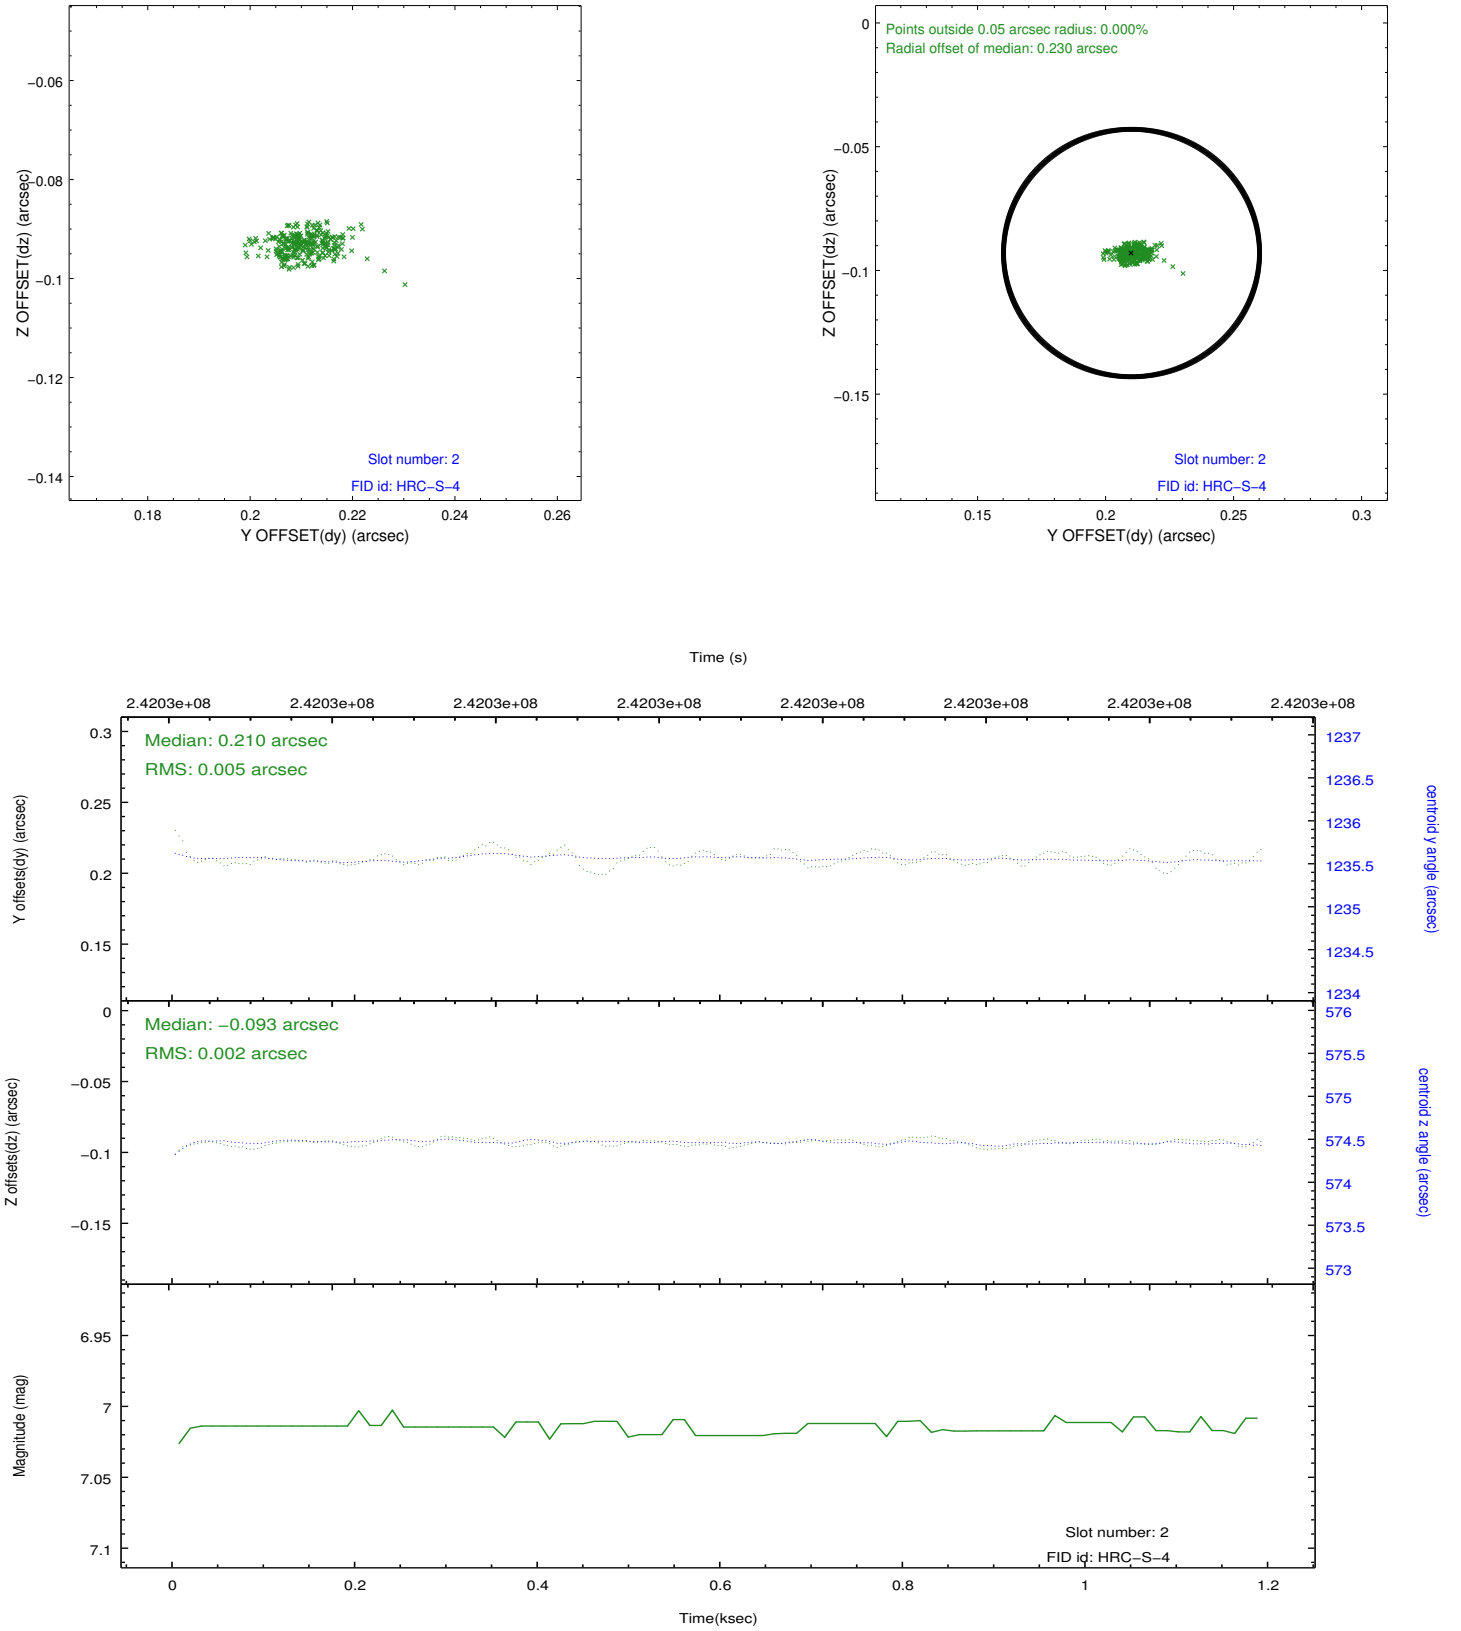 −0.06
−0.08
−0.1
−0.12
−0.14
Z OFFSET(dz) (arcsec)
Slot number: 2
FID id: HRC−S−4
0.18 0.2 0.22 0.24 0.26
Y OFFSET(dy) (arcsec)
Points outside 0.05 arcsec radius: 0.000%
Radial offset of median: 0.230 arcsec
0
−0.05
−0.1
−0.15
Z OFFSET(dz) (arcsec)
Slot number: 2
FID id: HRC−S−4
0.15 0.2 0.25 0.3
Y OFFSET(dy) (arcsec)
Time (s)
2.4203e+08 2.4203e+08 2.4203e+08 2.4203e+08 2.4203e+08 2.4203e+08 2.4203e+08 2.4203e+08
Median: 0.210 arcsec
RMS: 0.005 arcsec
0.3
0.25
0.2
0.15
Y offsets(dy) (arcsec)
1237
1236.5
1236
1235.5
1235
1234.5
1234
centroid y angle (arcsec)
Median: −0.093 arcsec
RMS: 0.002 arcsec
0
−0.05
−0.1
−0.15
Z offsets(dz) (arcsec)
576
575.5
575
574.5
574
573.5
573
centroid z angle (arcsec)
6.95
7
7.05
7.1
Magnitude (mag)
Slot number: 2
FID id: HRC−S−4
0 0.2 0.4 0.6 0.8 1 1.2
Time(ksec)